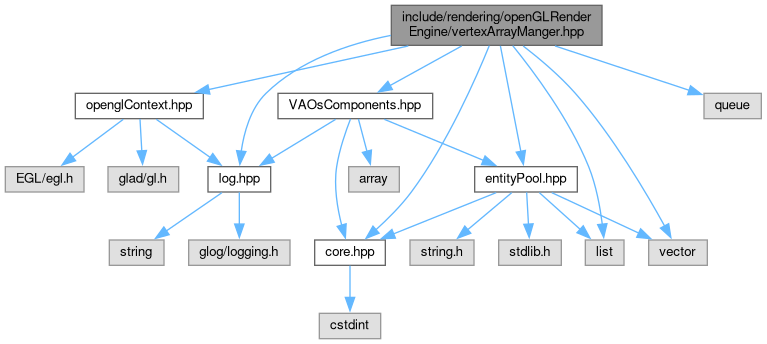 include/rendering/openGLRender
Engine/vertexArrayManger.hpp
openglContext.hpp
VAOsComponents.hpp
queue
EGL/egl.h
glad/gl.h
log.hpp
array
entityPool.hpp
string
glog/logging.h
core.hpp
string.h
stdlib.h
list
vector
cstdint